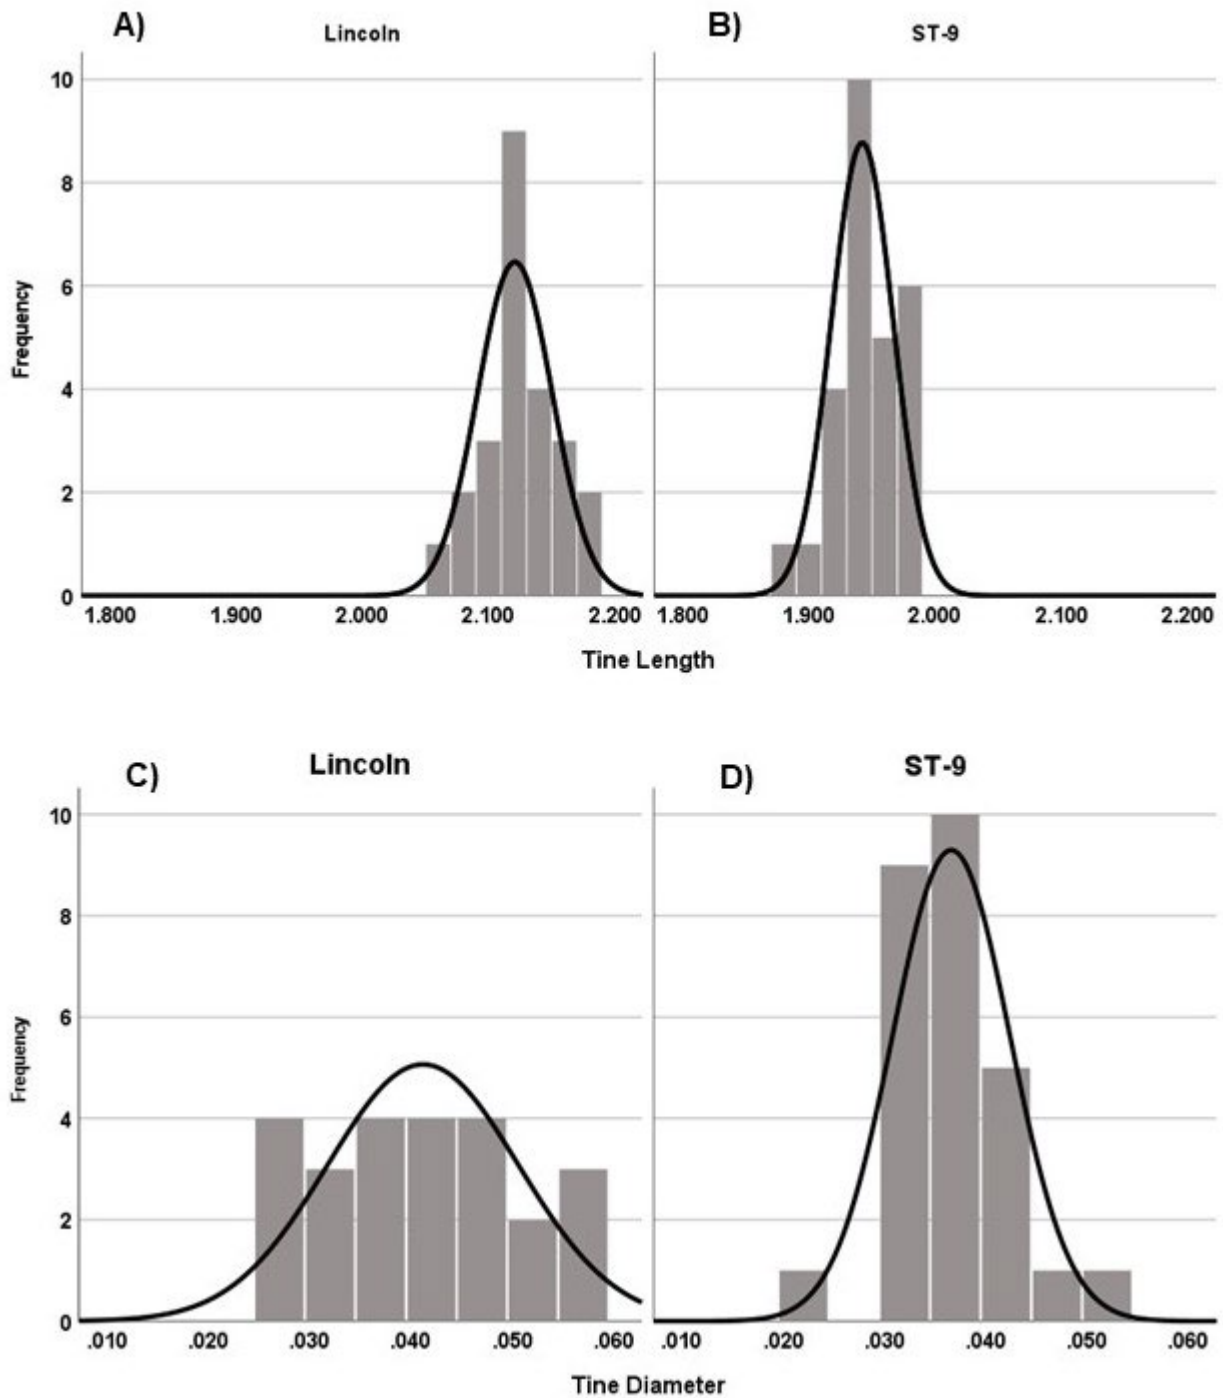 A) Lincoln B) ST-9
10
8
6
4
2
0
Frequency
1.800 1.900 2.000 2.100 2.200 1.800 1.900 2.000 2.100 2.200
Tine Length
C) Lincoln D) ST-9
10
8
6
4
2
0
Frequency
.010 .020 .030 .040 .050 .060 .010 .020 .030 .040 .050 .060
Tine Diameter